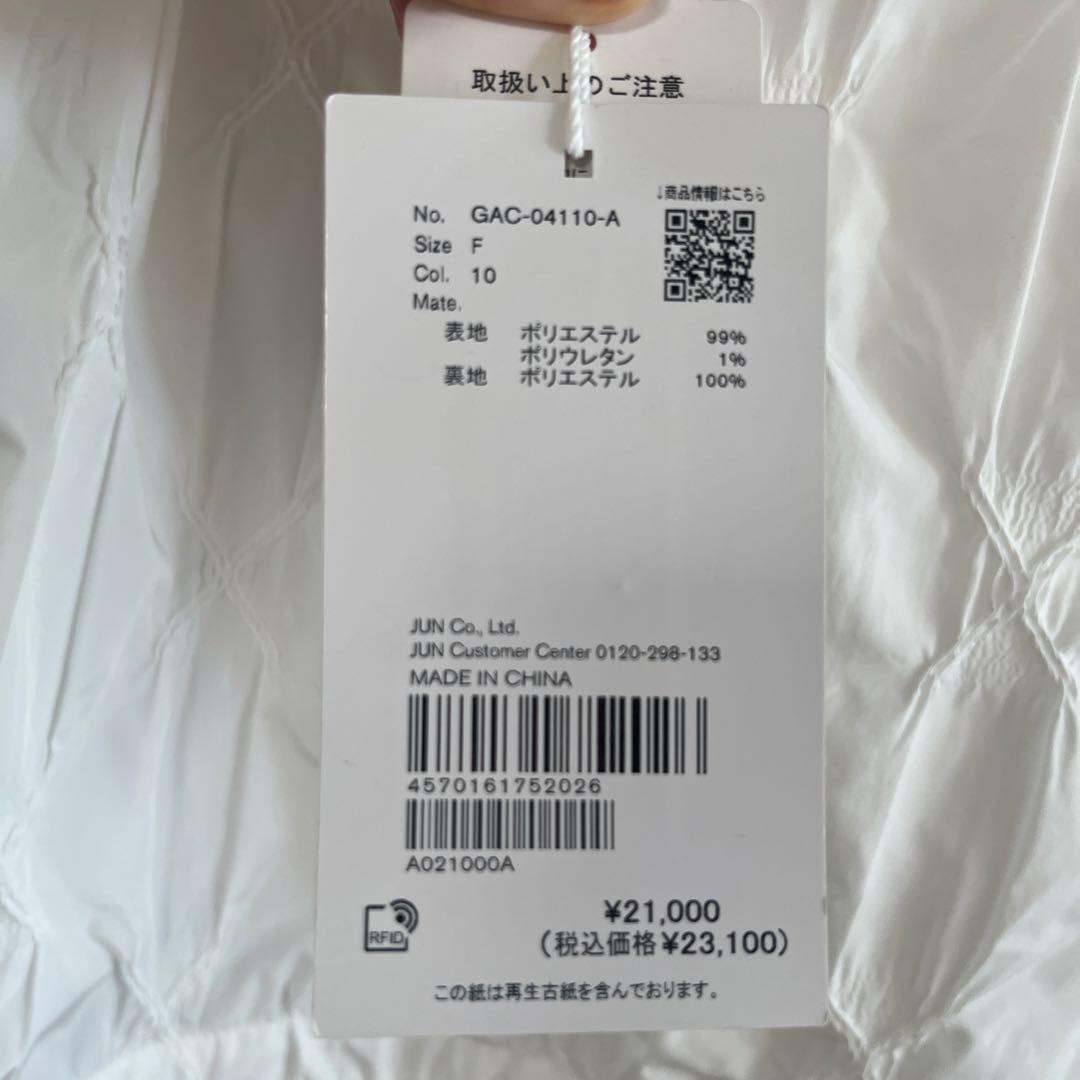 取扱い上のご注意
↓商品情報はこちら
No. GAC-04110-A
Size F
Col. 10
Mate.
表地 ポリエステル 99%
ポリウレタン 1%
裏地 ポリエステル 100%
JUN Co., Ltd.
JUN Customer Center 0120-298-133
MADE IN CHINA
4570161752026
A021000A
RFID
¥21,000
(税込価格¥23,100)
この紙は再生古紙を含んでおります。